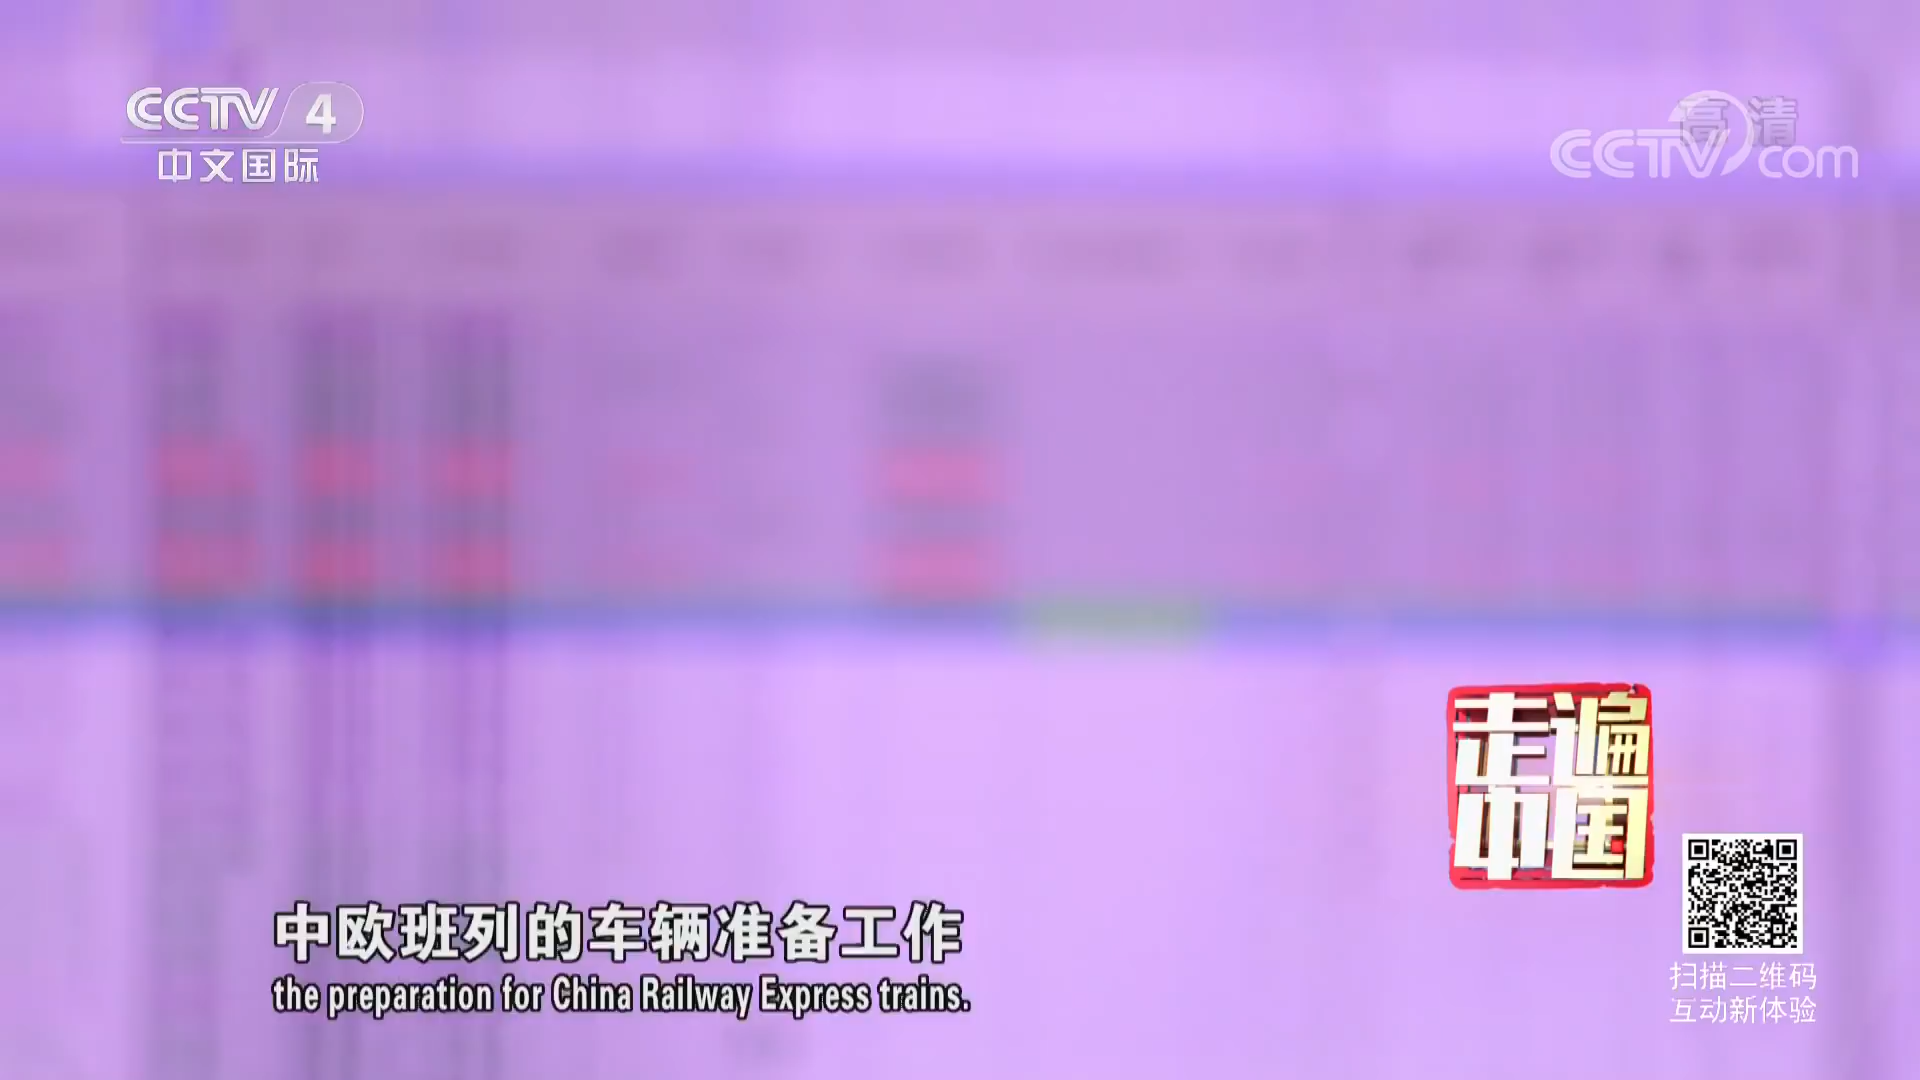 CCTV 4
中文国际
高清
CCTV com
走遍
中国
中欧班列的车辆准备工作
the preparation for China Railway Express trains.
扫描二维码
互动新体验